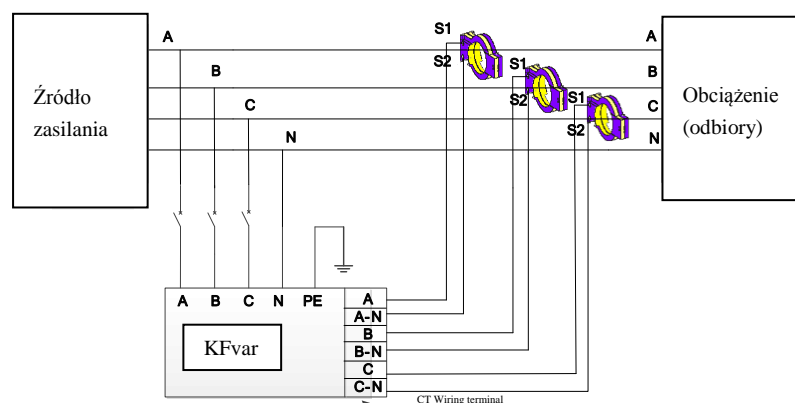 A
S1
A
S2
B
S1
B
Źródło
zasilania
C
S2
S1
C
Obciążenie
(odbiory)
N
S2
N
A B C N PE
A
A-N
B
KFvar
B-N
C
C-N
CT Wiring terminal